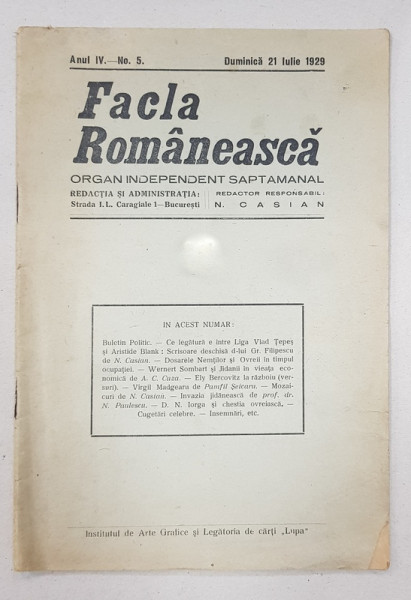 Anul IV.—No. 5. Duminică 21 Iulie 1929
Facla
Românească
ORGAN INDEPENDENT SAPTAMANAL
REDACŢIA ŞI ADMINISTRAŢIA: REDACTOR RESPONSABIL:
Strada I. L. Caragiale 1—Bucureşti N. CASIAN
IN ACEST NUMAR:
Buletin Politic. — Ce legătură e între Liga Vlad Ţepeş
şi Aristide Blank: Scrisoare deschisă d-lui Gr. Filipescu
de N. Casian. — Dosarele Nemţilor şi Ovreii în timpul
ocupaţiei. — Wernert Sombart şi Jidanii în vieaţa eco-
nomică de A. C. Cuza. — Ely Bercovitz la războiu (ver-
suri). — Virgil Madgearu de Pamfil Şeicaru. — Mozai-
curi de N. Casian. — Invazia jidănească de prof. dr.
N. Paulescu. — D. N. Iorga şi chestia ovreiască, —
Cugetări celebre. — Insemnări, etc.
Institutul de Arte Grafice şi Legătoria de cărţi „Lupa“